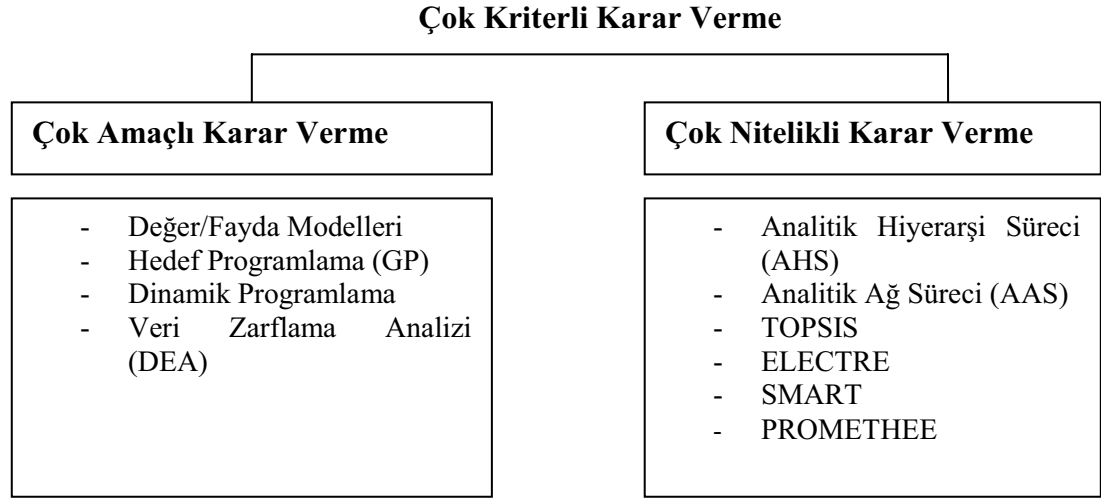 Çok Kriterli Karar Verme
Çok Amaçlı Karar Verme
- Değer/Fayda Modelleri
- Hedef Programlama (GP)
- Dinamik Programlama
- Veri Zarflama Analizi
(DEA)
Çok Nitelikli Karar Verme
- Analitik Hiyerarşi Süreci
(AHS)
- Analitik Ağ Süreci (AAS)
- TOPSIS
- ELECTRE
- SMART
- PROMETHEE